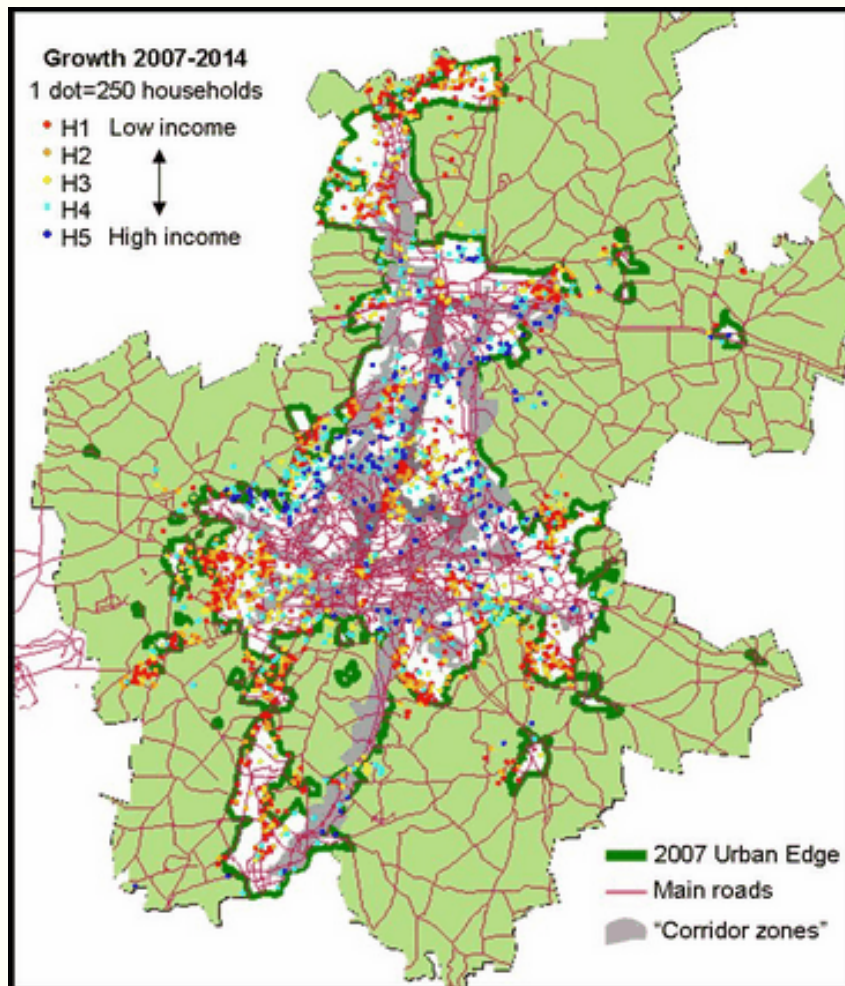 Growth 2007-2014
1 dot=250 households
H1 Low income
H2
H3
H4
H5 High income
2007 Urban Edge
Main roads
"Corridor zones"